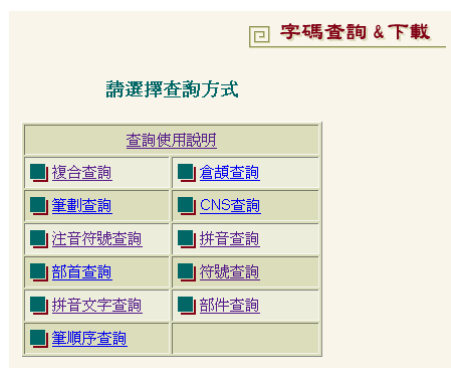 字碼查詢 & 下載
請選擇查詢方式
查詢使用說明
複合查詢 倉頡查詢
筆劃查詢 CNS查詢
注音符號查詢 拼音查詢
部首查詢 符號查詢
拼音文字查詢 部件查詢
筆順序查詢